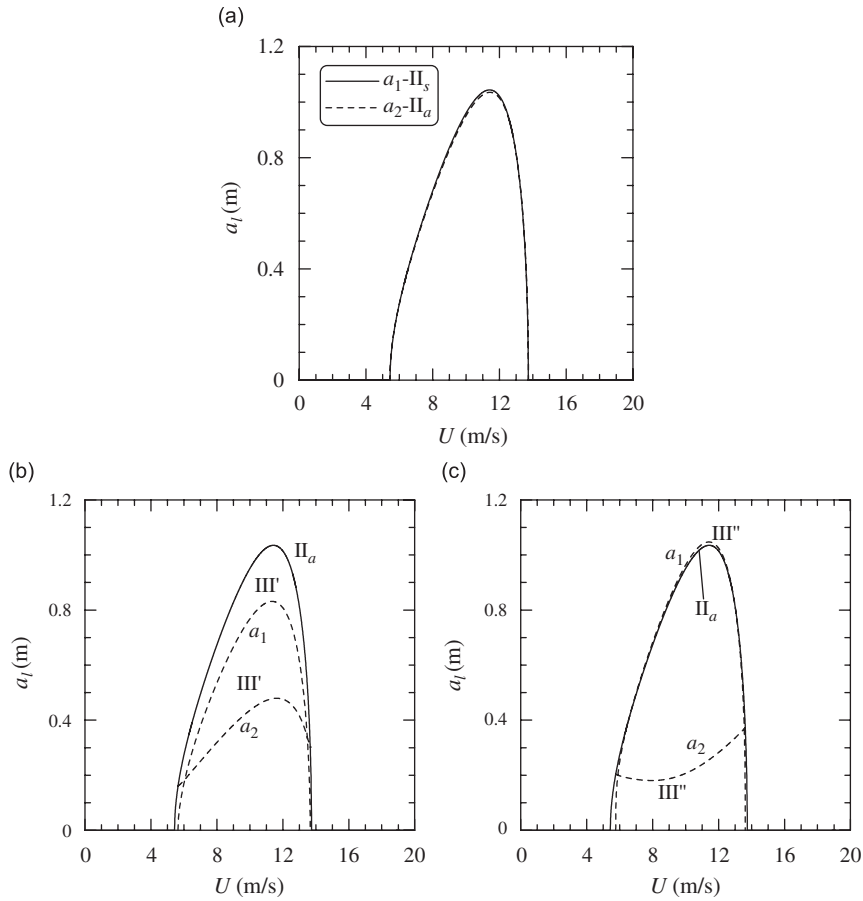 (a)
1.2
0.8
0.4
0
a₁-IIₛ
a₂-IIₐ
aₗ (m)
0 4 8 12 16 20
U (m/s)
(b)
1.2
0.8
0.4
0
IIₐ
III'
a₁
III'
a₂
aₗ (m)
0 4 8 12 16 20
U (m/s)
(c)
1.2
0.8
0.4
0
III"
a₁
IIₐ
a₂
III"
aₗ (m)
0 4 8 12 16 20
U (m/s)